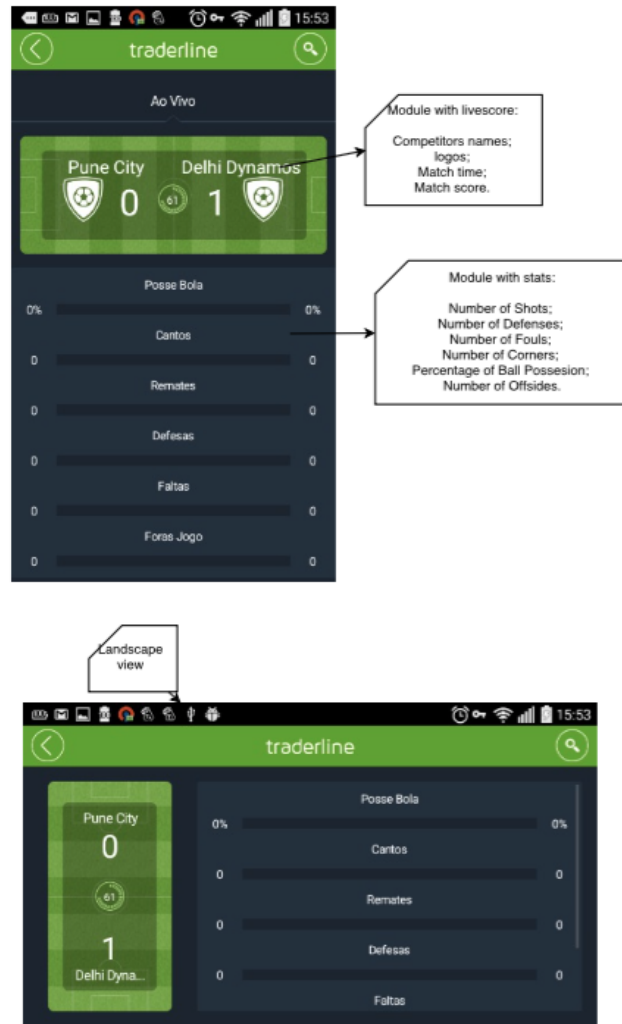 15:53
traderline
Ao Vivo
Pune City Delhi Dynamos
0 61 1
Posse Bola
0% 0%
Cantos
0 0
Remates
0 0
Defesas
0 0
Faltas
0 0
Foras Jogo
0 0
Module with livescore:
Competitors names;
logos;
Match time;
Match score.
Module with stats:
Number of Shots;
Number of Defenses;
Number of Fouls;
Number of Corners;
Percentage of Ball Possesion;
Number of Offsides.
Landscape
view
15:53
traderline
Pune City
0
61
1
Delhi Dyna...
Posse Bola
0% 0%
Cantos
0 0
Remates
0 0
Defesas
0 0
Faltas